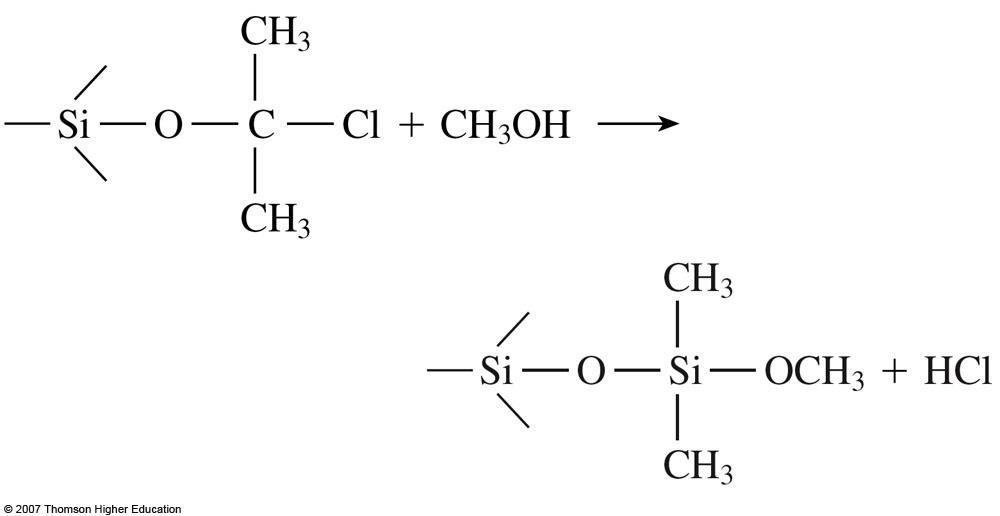 CH₃
Si — O — C — Cl + CH₃OH ⟶
CH₃
CH₃
Si — O — Si — OCH₃ + HCl
CH₃
© 2007 Thomson Higher Education